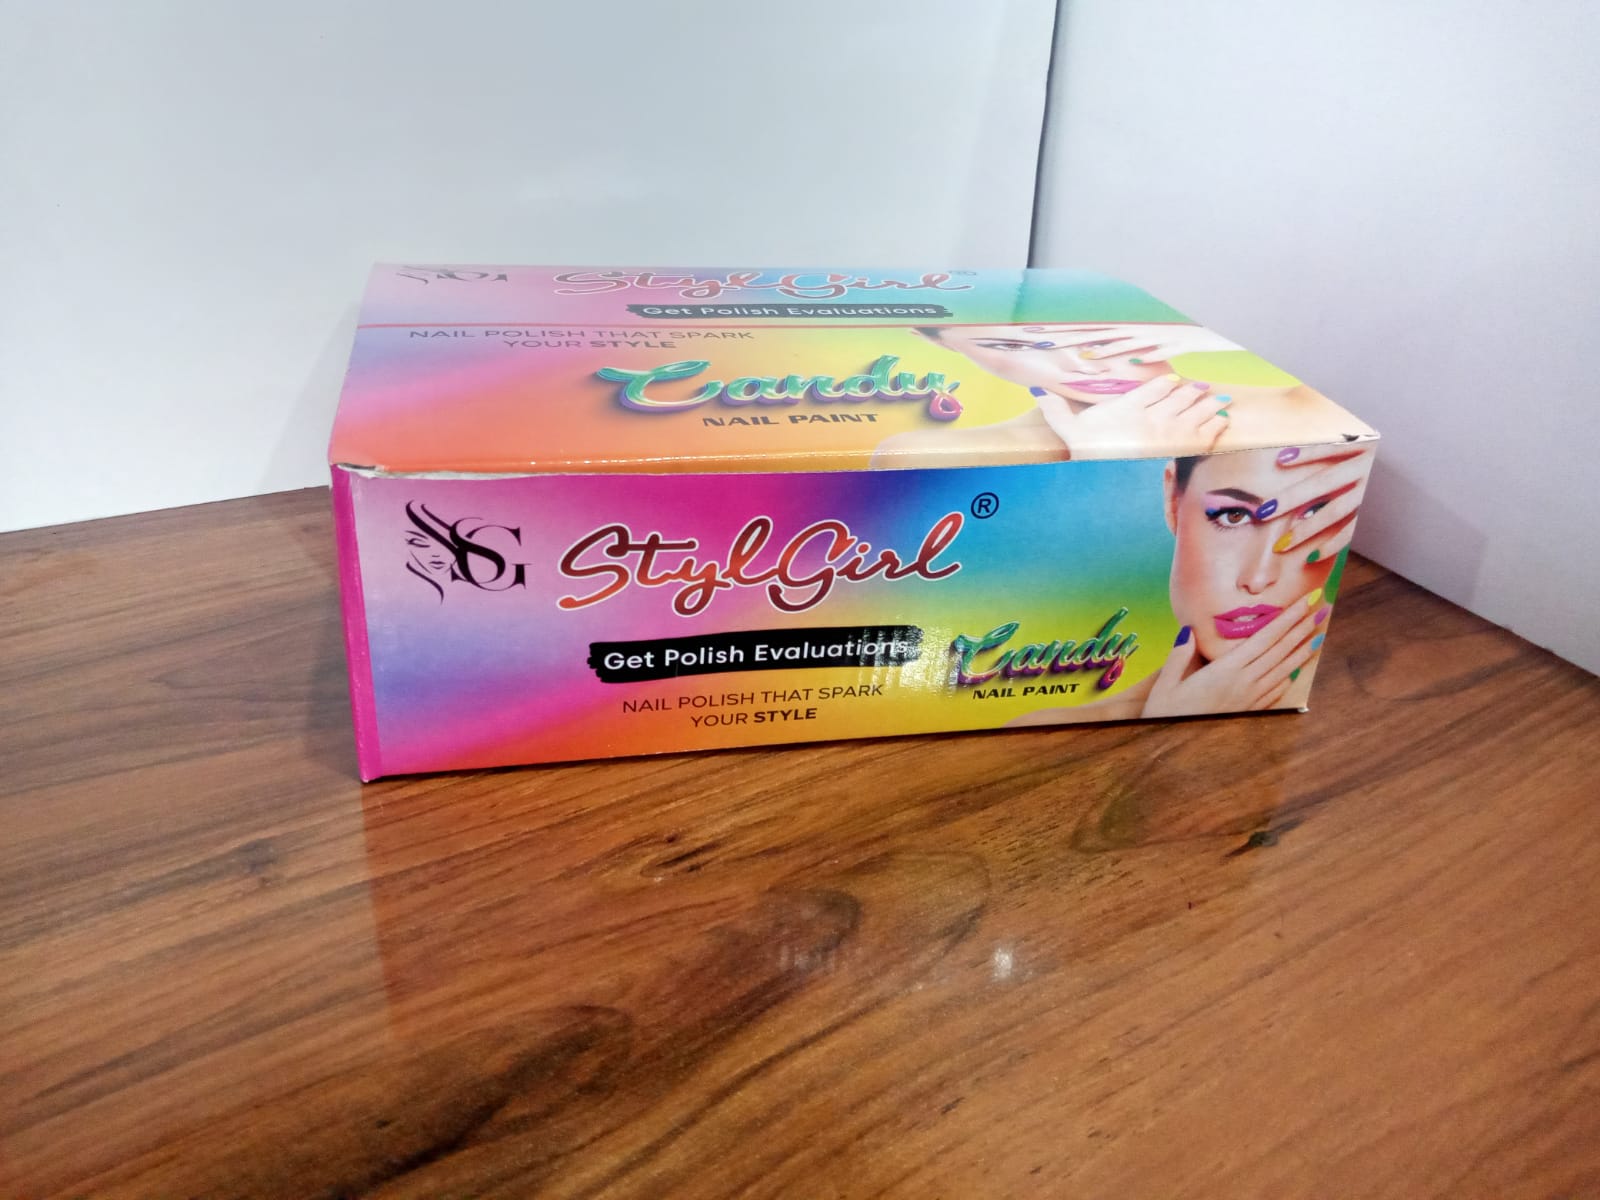 SG
StylGirl®
Get Polish Evaluations
NAIL POLISH THAT SPARK
YOUR STYLE
Candy
NAIL PAINT
SG
StylGirl®
Get Polish Evaluations
NAIL POLISH THAT SPARK
YOUR STYLE
Candy
NAIL PAINT